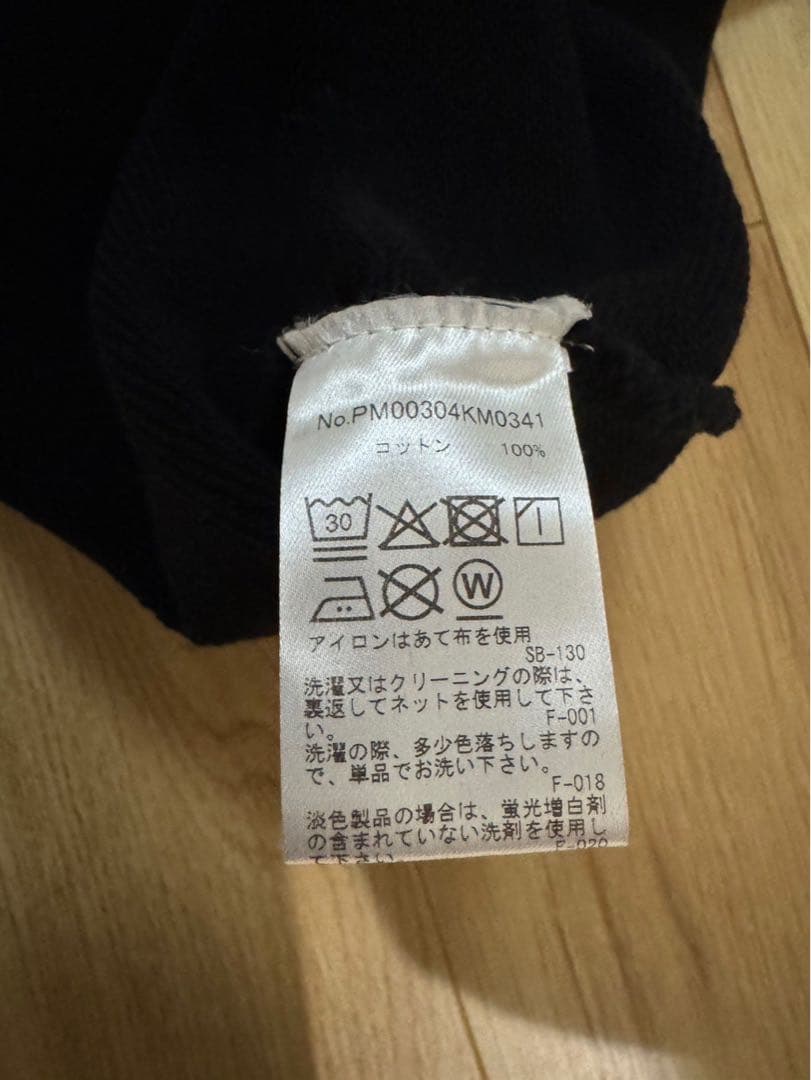 No.PM00304KM0341
コットン 100%
30
W
アイロンはあて布を使用
SB-130
洗濯又はクリーニングの際は、
裏返してネットを使用して下さ
い。
F-001
洗濯の際、多少色落ちしますの
で、単品でお洗い下さい。
F-018
淡色製品の場合は、蛍光増白剤
の含まれていない洗剤を使用し
て下さい
F-020